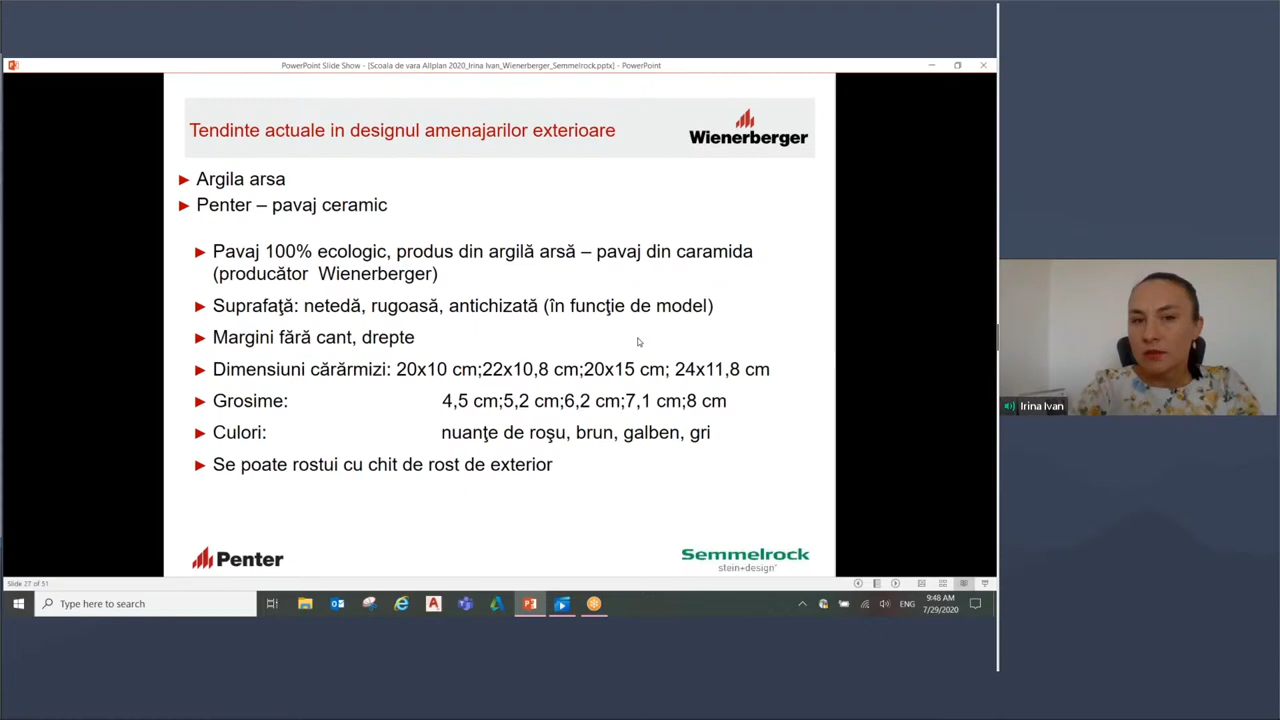 PowerPoint Slide Show - [Scoala de vara Allplan 2020_Irina Ivan_Wienerberger_Semmelrock.pptx] - PowerPoint
Tendinte actuale in designul amenajarilor exterioare
Wienerberger
Argila arsa
Penter – pavaj ceramic
Pavaj 100% ecologic, produs din argilă arsă – pavaj din caramida
(producător Wienerberger)
Suprafaţă: netedă, rugoasă, antichizată (în funcţie de model)
Margini fără cant, drepte
Dimensiuni cărărmizi: 20x10 cm;22x10,8 cm;20x15 cm; 24x11,8 cm
Grosime: 4,5 cm;5,2 cm;6,2 cm;7,1 cm;8 cm
Culori: nuanţe de roşu, brun, galben, gri
Se poate rostui cu chit de rost de exterior
Penter
Semmelrock
stein+design
Irina Ivan
Slide 27 of 51
Type here to search
ENG
9:48 AM
7/29/2020